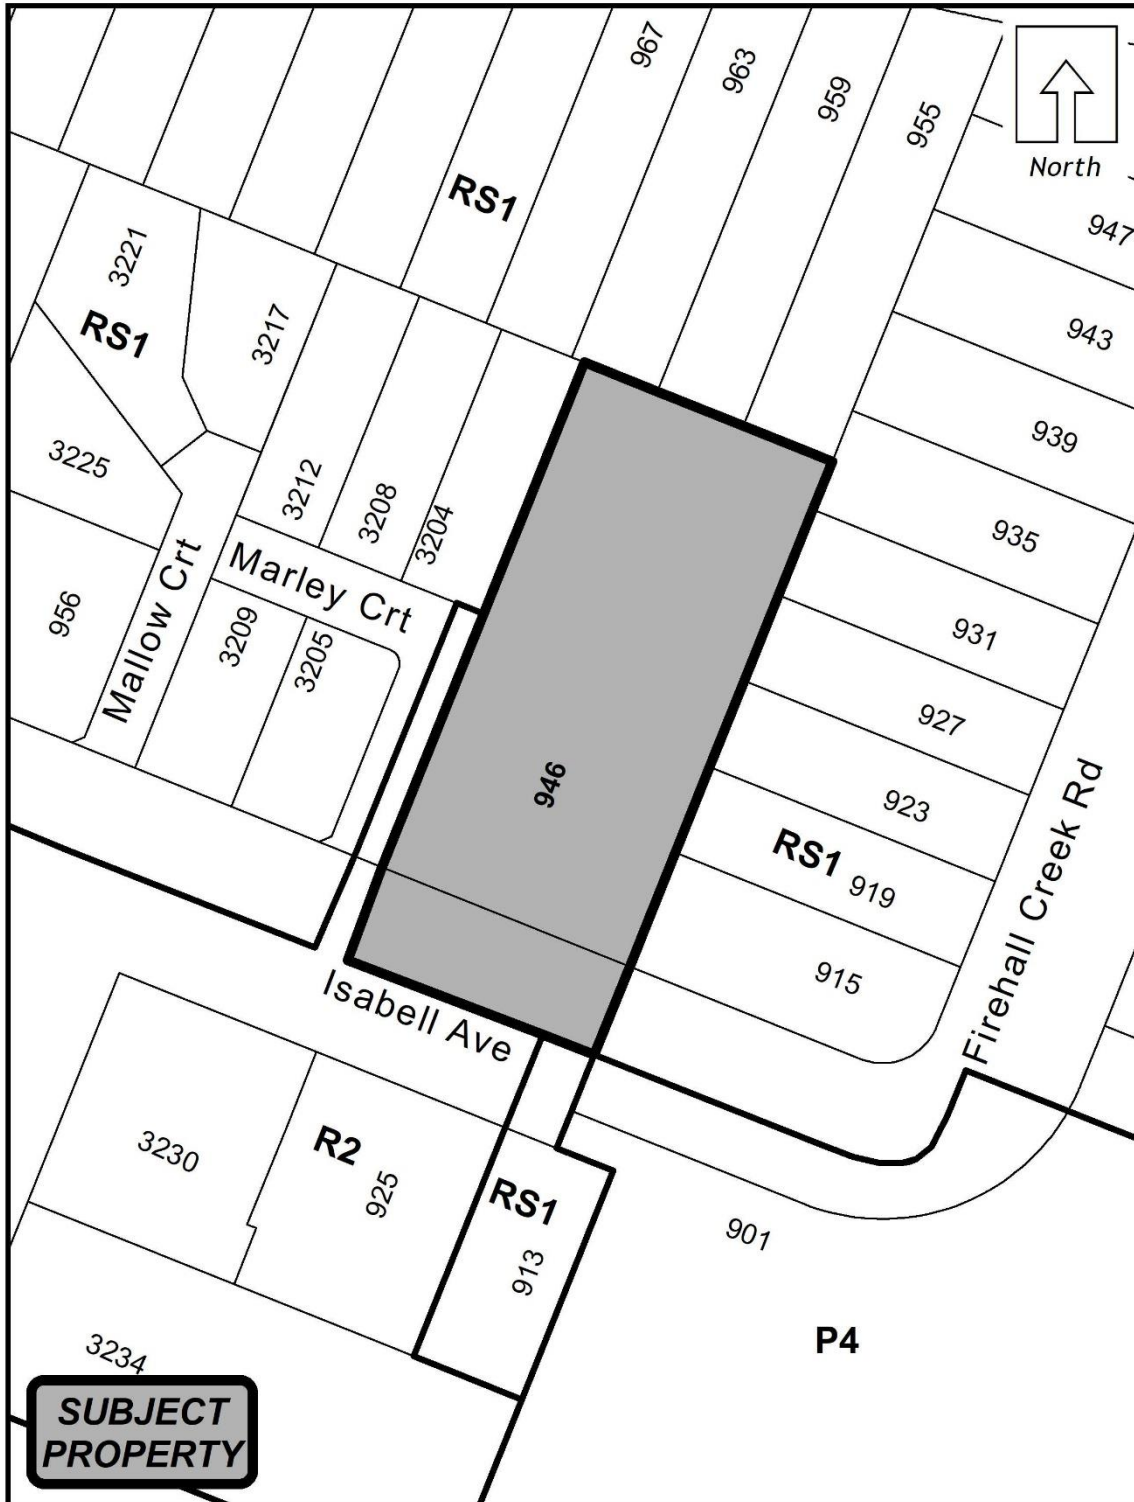 967
963
959
955
North
RS1
947
3221
3217
RS1
943
939
3225
3212
3208
3204
935
Marley Crt
Mallow Crt
956
3209
3205
931
927
946
923
RS1
919
Firehall Creek Rd
915
Isabell Ave
3230
R2
925
RS1
913
901
P4
3234
SUBJECT
PROPERTY